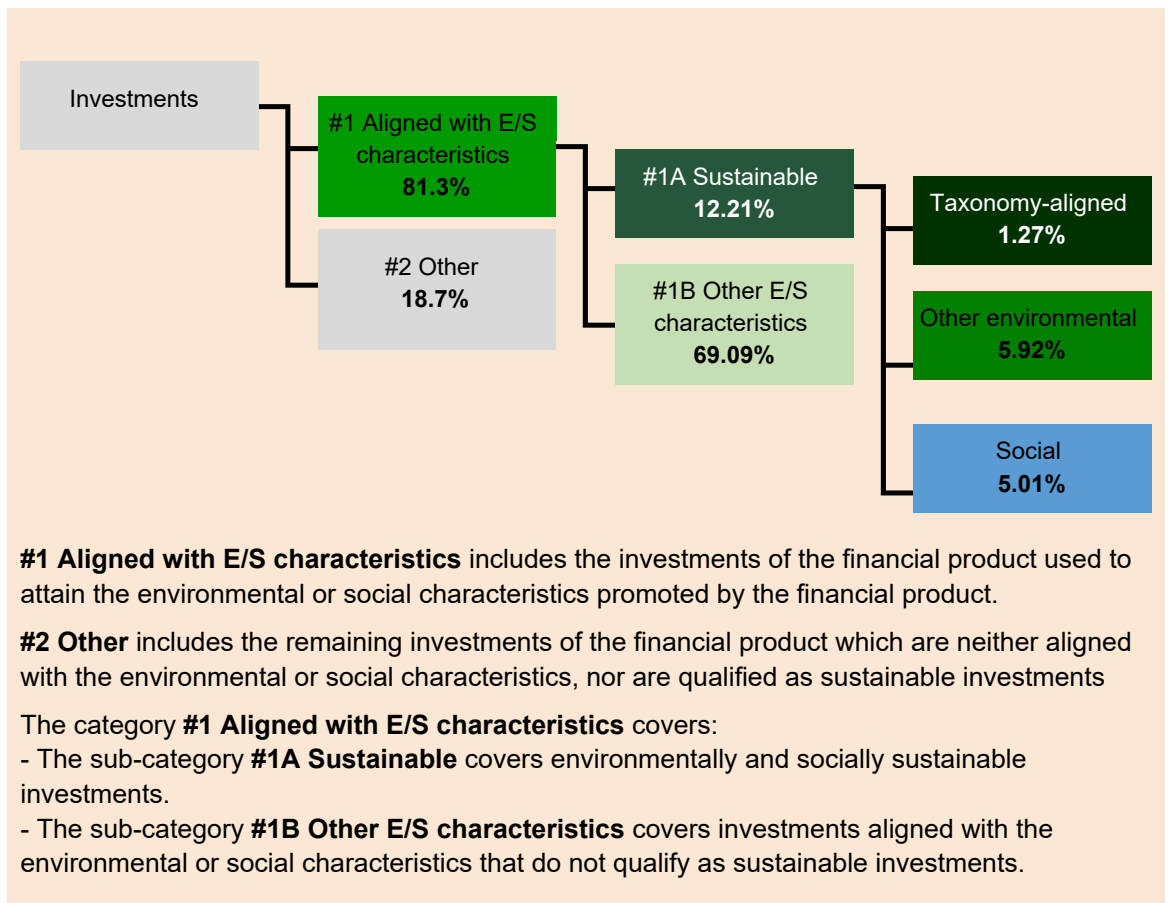 Investments
#1 Aligned with E/S
characteristics
81.3%
#2 Other
18.7%
#1A Sustainable
12.21%
#1B Other E/S
characteristics
69.09%
Taxonomy-aligned
1.27%
Other environmental
5.92%
Social
5.01%
#1 Aligned with E/S characteristics includes the investments of the financial product used to
attain the environmental or social characteristics promoted by the financial product.
#2 Other includes the remaining investments of the financial product which are neither aligned
with the environmental or social characteristics, nor are qualified as sustainable investments
The category #1 Aligned with E/S characteristics covers:
- The sub-category #1A Sustainable covers environmentally and socially sustainable
investments.
- The sub-category #1B Other E/S characteristics covers investments aligned with the
environmental or social characteristics that do not qualify as sustainable investments.